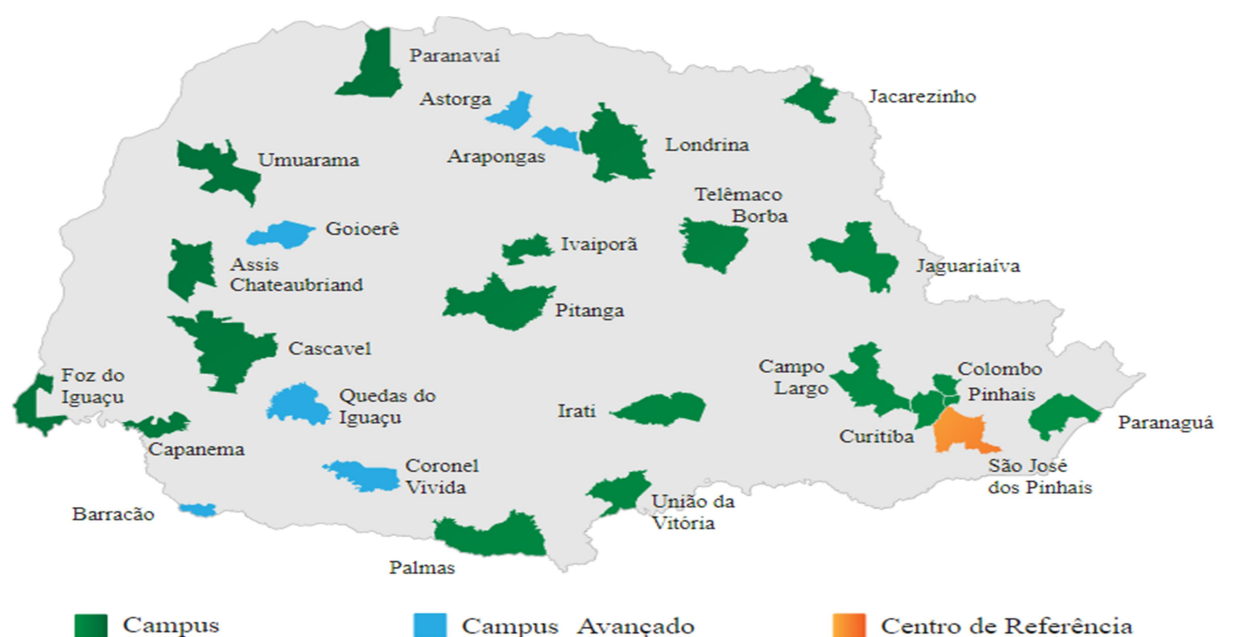 Paranavaí
Astorga
Jacarezinho
Arapongas
Londrina
Umuarama
Telêmaco
Borba
Goioerê
Ivaiporã
Assis
Chateaubriand
Jaguariaíva
Pitanga
Cascavel
Campo
Largo
Colombo
Pinhais
Foz do
Iguaçu
Quedas do
Iguaçu
Irati
Curitiba
Paranaguá
Capanema
São José
dos Pinhais
Coronel
Vivida
Barracão
União da
Vitória
Palmas
Campus
Campus Avançado
Centro de Referência